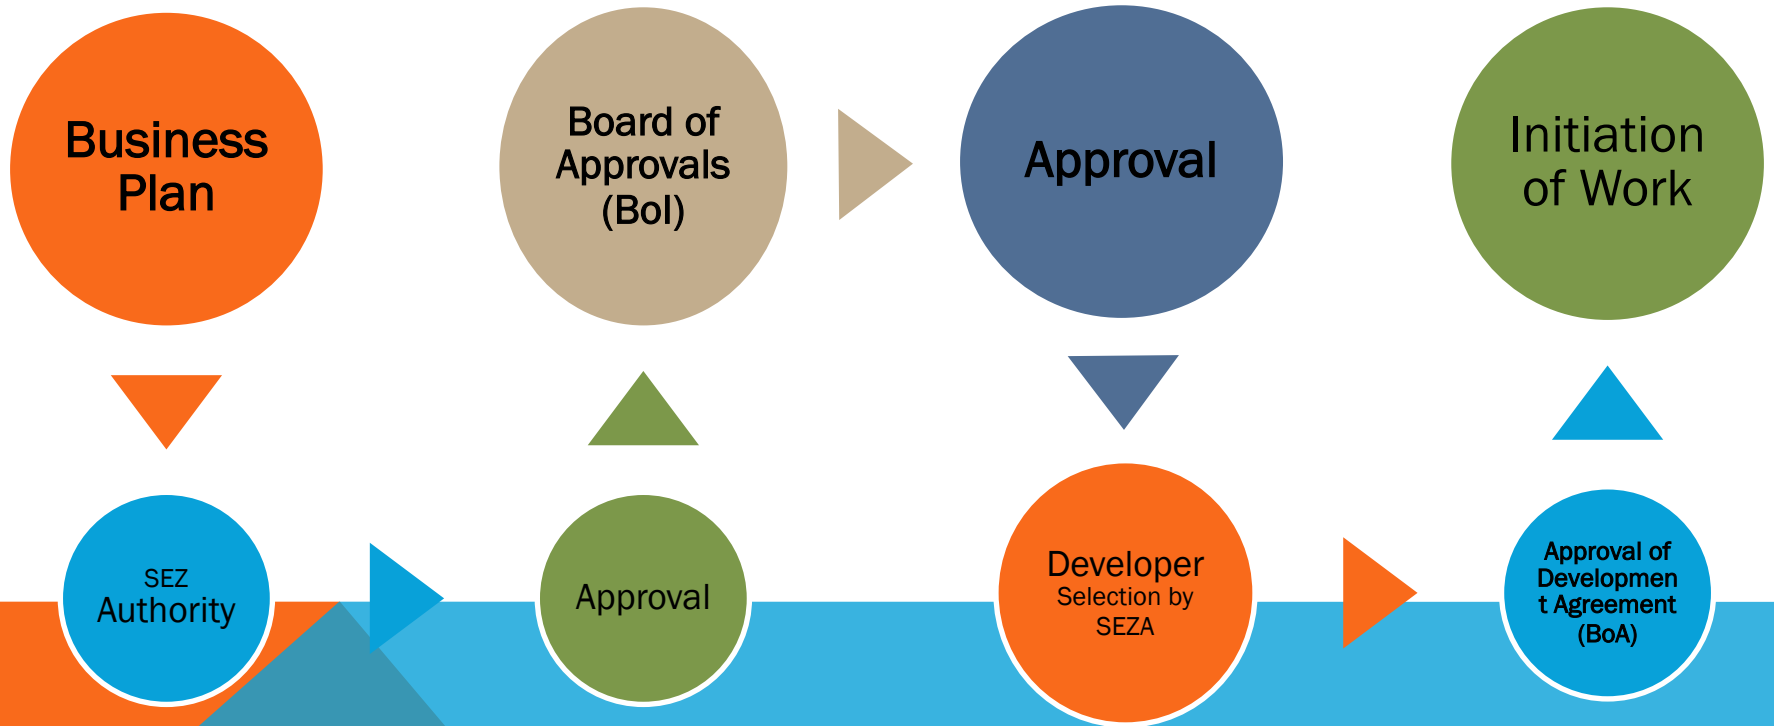 Business
Plan
SEZ
Authority
Approval
Board of
Approvals
(BoI)
Approval
Developer
Selection by
SEZA
Approval of
Developmen
t Agreement
(BoA)
Initiation
of Work